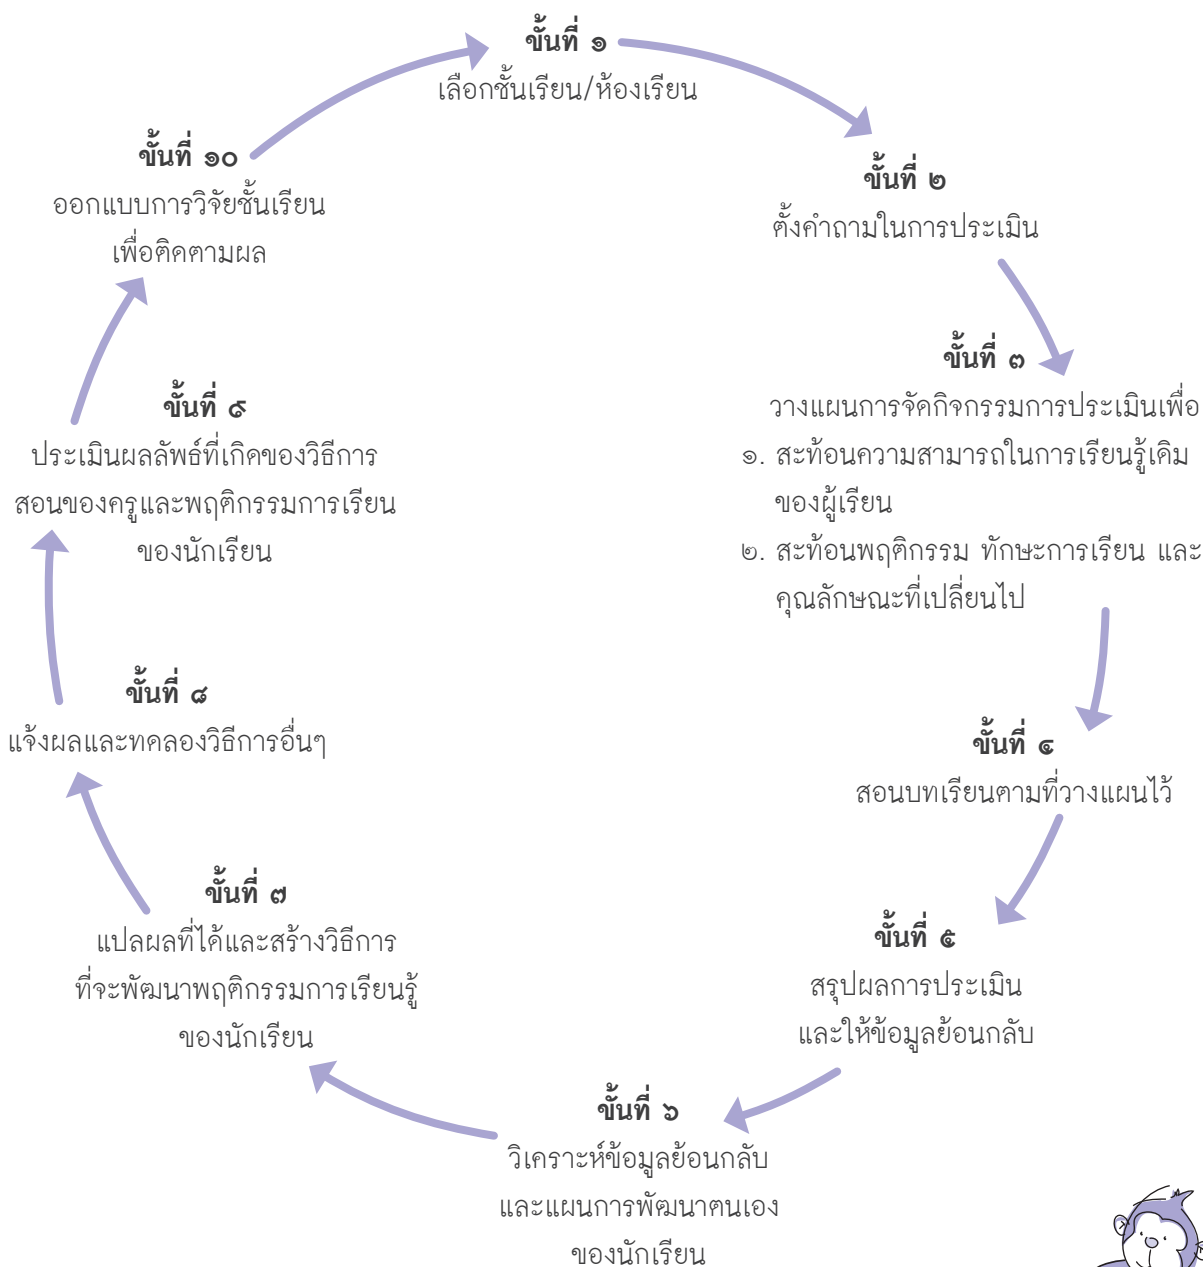 ขั้นที่ ๑
เลือกชั้นเรียน/ห้องเรียน
ขั้นที่ ๒
ตั้งคำถามในการประเมิน
ขั้นที่ ๓
วางแผนการจัดกิจกรรมการประเมินเพื่อ
๑. สะท้อนความสามารถในการเรียนรู้เดิม
ของผู้เรียน
๒. สะท้อนพฤติกรรม ทักษะการเรียน และ
คุณลักษณะที่เปลี่ยนไป
ขั้นที่ ๔
สอนบทเรียนตามที่วางแผนไว้
ขั้นที่ ๕
สรุปผลการประเมิน
และให้ข้อมูลย้อนกลับ
ขั้นที่ ๖
วิเคราะห์ข้อมูลย้อนกลับ
และแผนการพัฒนาตนเอง
ของนักเรียน
ขั้นที่ ๗
แปลผลที่ได้และสร้างวิธีการ
ที่จะพัฒนาพฤติกรรมการเรียนรู้
ของนักเรียน
ขั้นที่ ๘
แจ้งผลและทดลองวิธีการอื่นๆ
ขั้นที่ ๙
ประเมินผลลัพธ์ที่เกิดของวิธีการ
สอนของครูและพฤติกรรมการเรียน
ของนักเรียน
ขั้นที่ ๑๐
ออกแบบการวิจัยชั้นเรียน
เพื่อติดตามผล